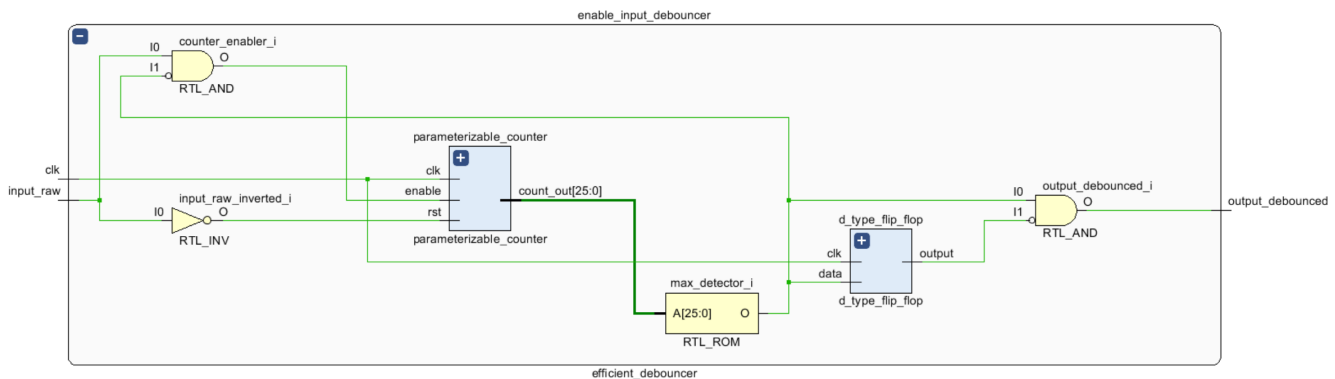 enable_input_debouncer
counter_enabler_i
I0
O
I1
RTL_AND
parameterizable_counter
clk
clk
input_raw
input_raw_inverted_i
enable
count_out[25:0]
I0
O
rst
RTL_INV
parameterizable_counter
I0
output_debounced_i
O
I1
RTL_AND
output_debounced
d_type_flip_flop
clk
output
data
d_type_flip_flop
max_detector_i
A[25:0]
O
RTL_ROM
efficient_debouncer